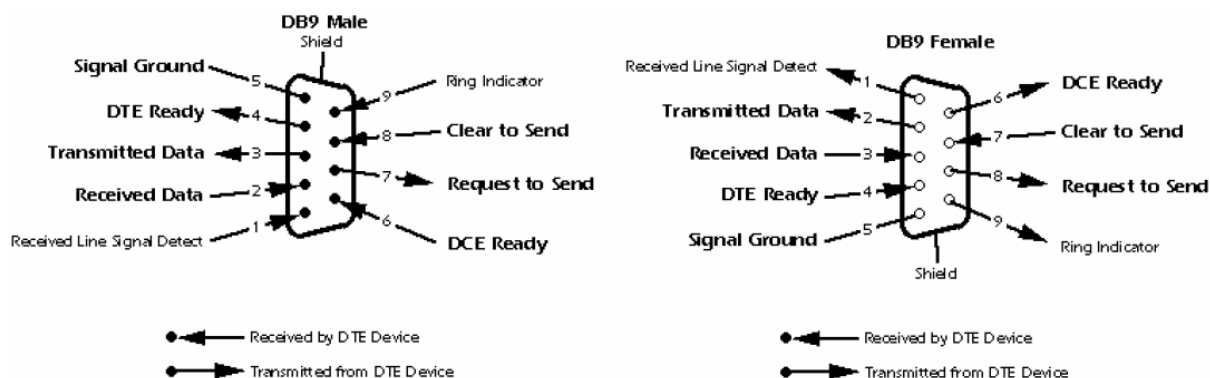 DB9 Male
Shield
Signal Ground
5
9
Ring Indicator
DTE Ready
4
8
Clear to Send
Transmitted Data
3
7
Request to Send
Received Data
2
6
DCE Ready
Received Line Signal Detect
1
Received by DTE Device
Transmitted from DTE Device
DB9 Female
Received Line Signal Detect
1
6
DCE Ready
Transmitted Data
2
7
Clear to Send
Received Data
3
8
Request to Send
DTE Ready
4
9
Ring Indicator
Signal Ground
5
Shield
Received by DTE Device
Transmitted from DTE Device